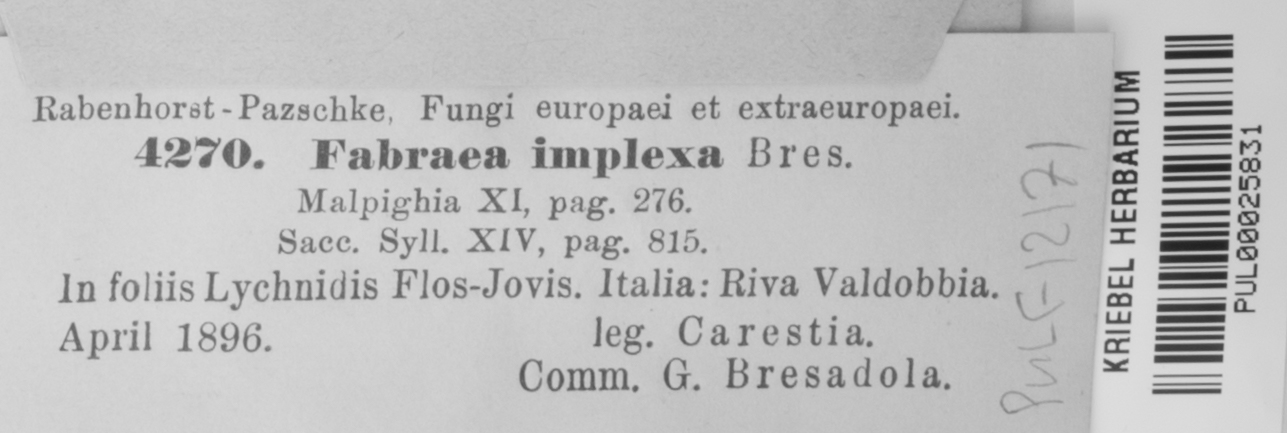 Rabenhorst-Pazschke, Fungi europaei et extraeuropaei.
4270. Fabraea implexa Bres.
Malpighia XI, pag. 276.
Sacc. Syll. XIV, pag. 815.
In foliis Lychnidis Flos-Jovis. Italia: Riva Valdobbia.
April 1896. leg. Carestia.
Comm. G. Bresadola.
PuLF-12171
KRIEBEL HERBARIUM
PUL00025831